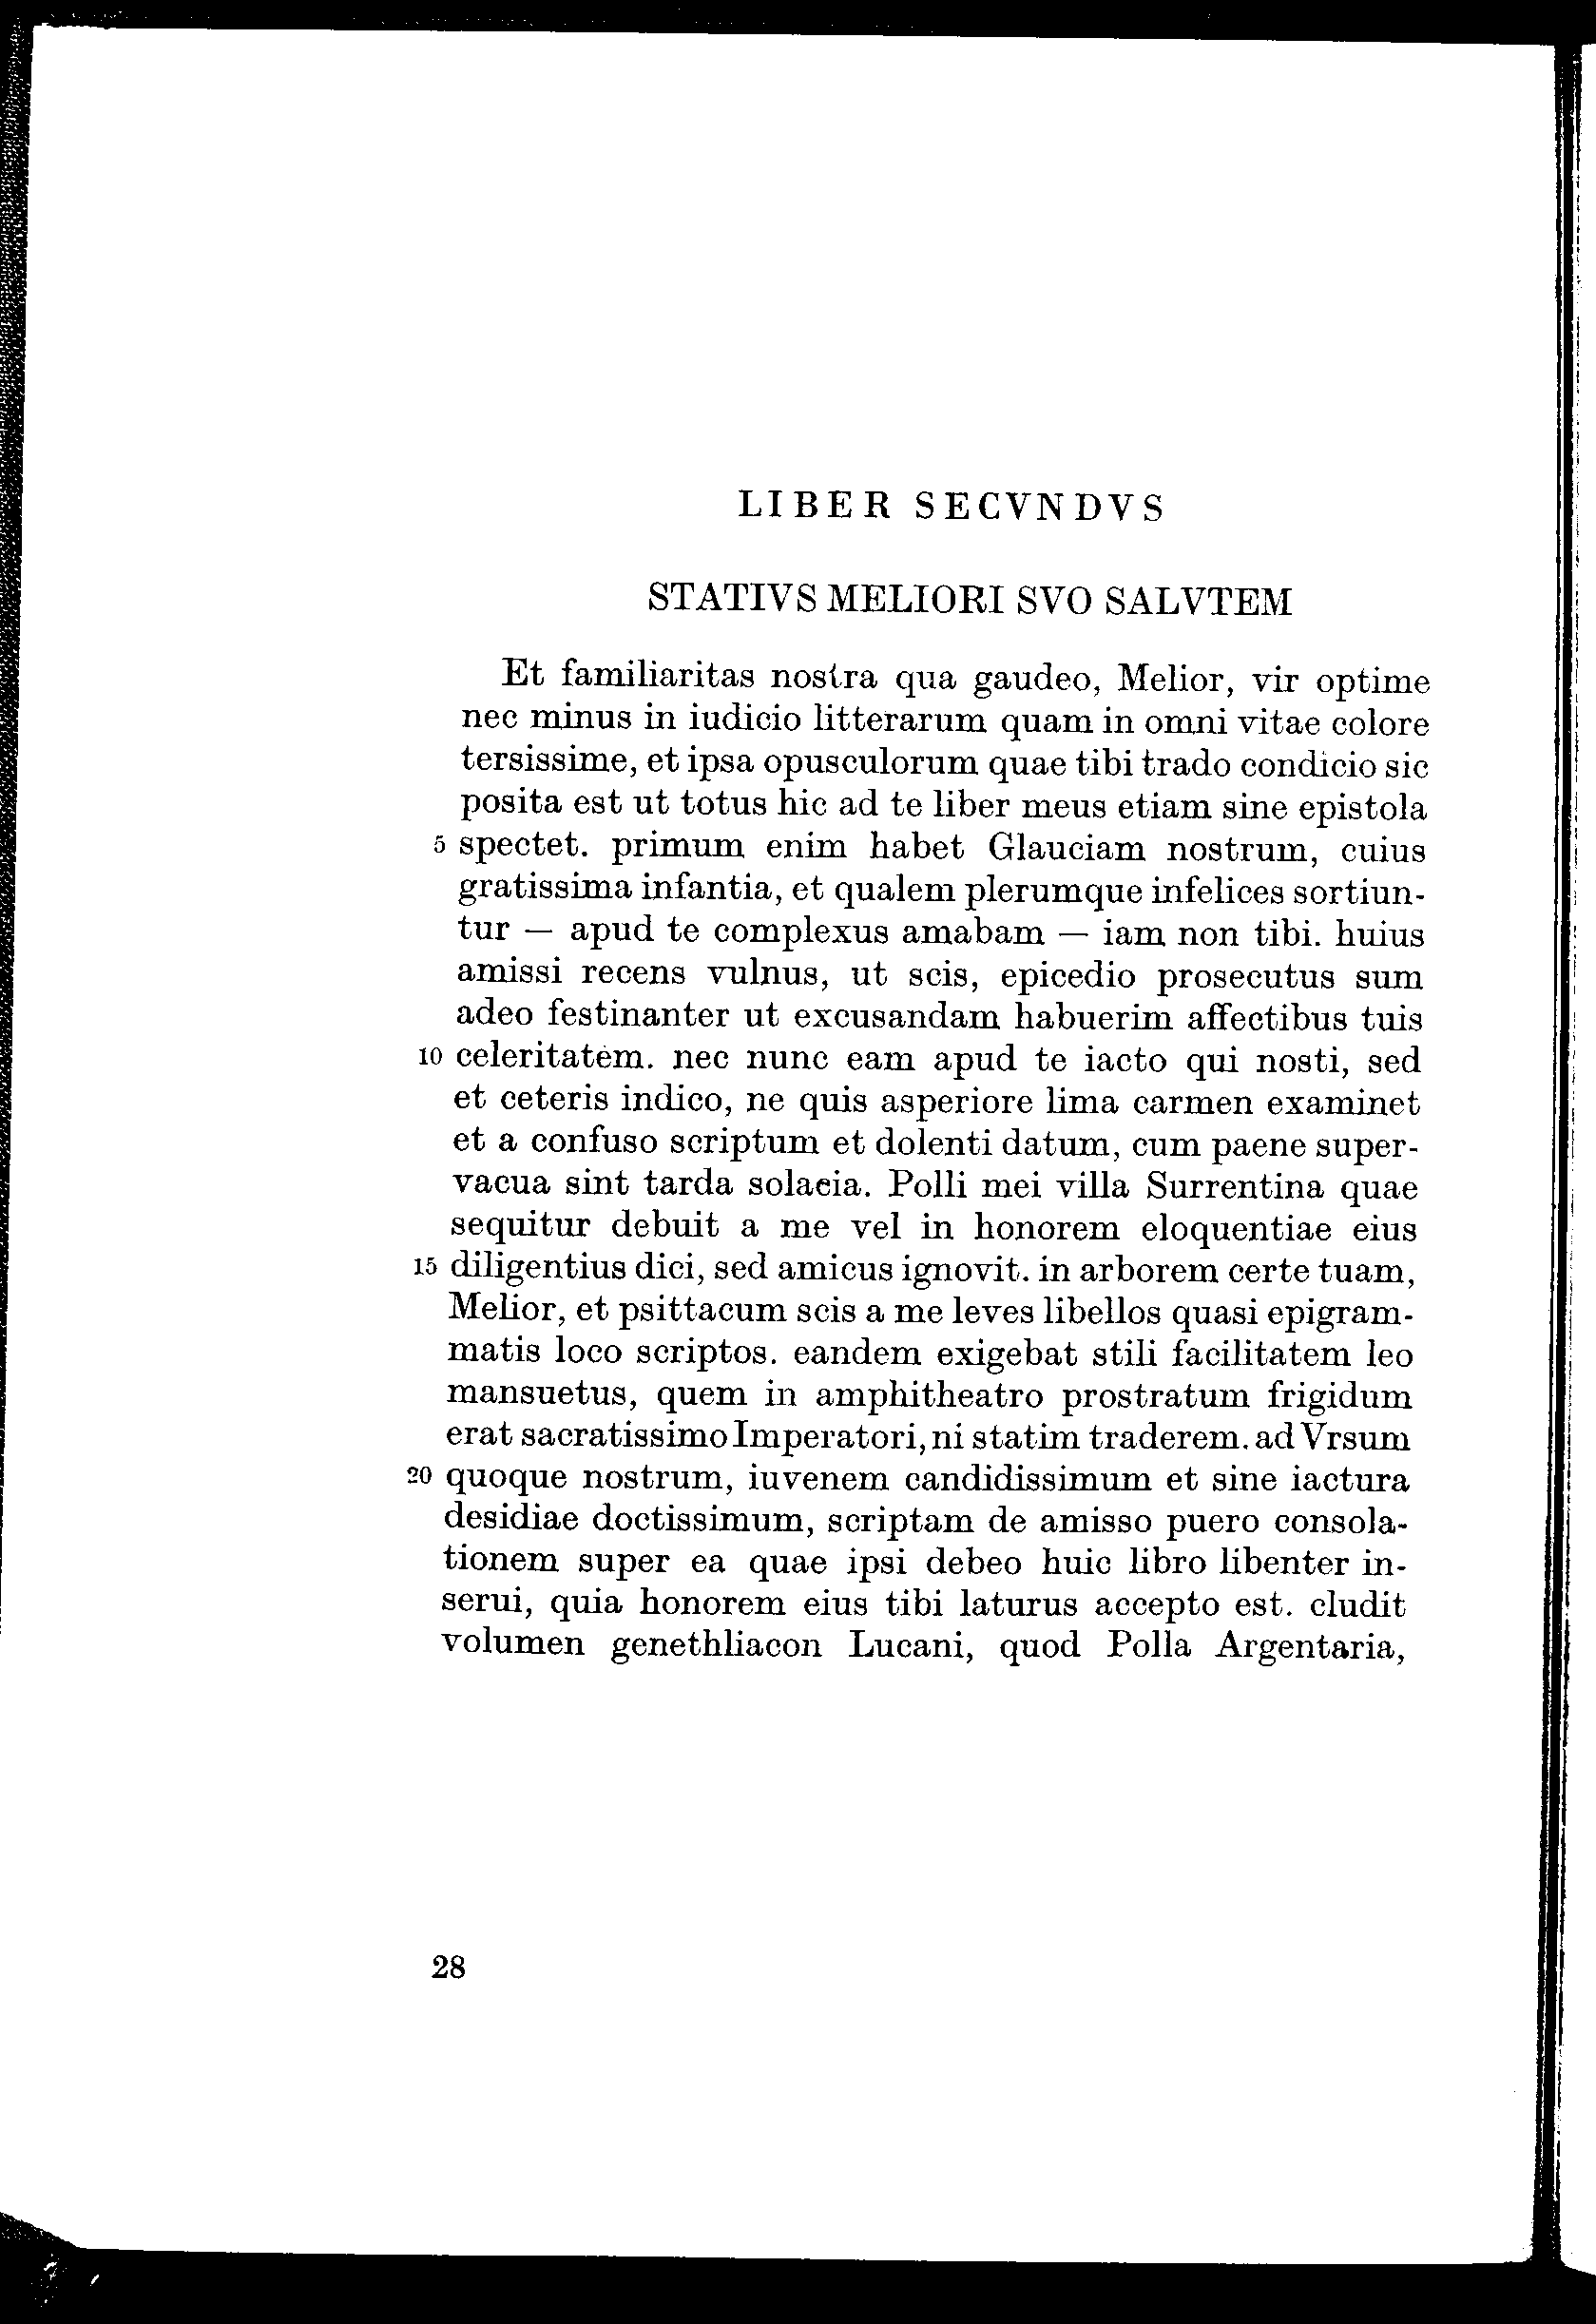 LIBER SECVNDVS
STATIVS MELIORI SVO SALVTEM
Et familiaritas nostra qua gaudeo, Melior, vir optime
nec minus in iudicio litterarum quam in omni vitae colore
tersissime, et ipsa opusculorum quae tibi trado condicio sic
posita est ut totus hic ad te liber meus etiam sine epistola
5 spectet. primum enim habet Glauciam nostrum, cuius
gratissima infantia, et qualem plerumque infelices sortiun-
tur — apud te complexus amabam — iam non tibi. huius
amissi recens vulnus, ut scis, epicedio prosecutus sum
adeo festinanter ut excusandam habuerim affectibus tuis
10 celeritatem. nec nunc eam apud te iacto qui nosti, sed
et ceteris indico, ne quis asperiore lima carmen examinet
et a confuso scriptum et dolenti datum, cum paene super-
vacua sint tarda solacia. Polli mei villa Surrentina quae
sequitur debuit a me vel in honorem eloquentiae eius
15 diligentius dici, sed amicus ignovit. in arborem certe tuam,
Melior, et psittacum scis a me leves libellos quasi epigram-
matis loco scriptos. eandem exigebat stili facilitatem leo
mansuetus, quem in amphitheatro prostratum frigidum
erat sacratissimo Imperatori, ni statim traderem. ad Vrsum
20 quoque nostrum, iuvenem candidissimum et sine iactura
desidiae doctissimum, scriptam de amisso puero consola-
tionem super ea quae ipsi debeo huic libro libenter in-
serui, quia honorem eius tibi laturus accepto est. cludit
volumen genethliacon Lucani, quod Polla Argentaria,
28